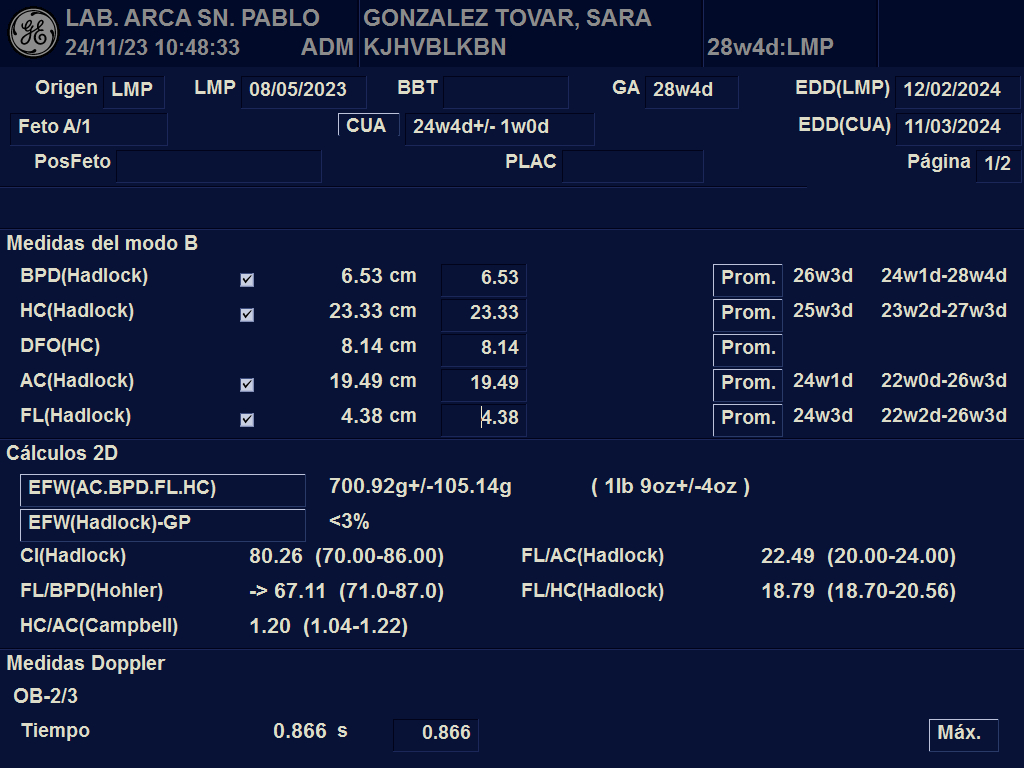 LAB. ARCA SN. PABLO GONZALEZ TOVAR, SARA
24/11/23 10:48:33 ADM KJHVBLKBN 28w4d:LMP
Origen LMP LMP 08/05/2023 BBT GA 28w4d EDD(LMP) 12/02/2024
Feto A/1 CUA 24w4d+/- 1w0d EDD(CUA) 11/03/2024
PosFeto PLAC Página 1/2
Medidas del modo B
BPD(Hadlock) 6.53 cm 6.53 Prom. 26w3d 24w1d-28w4d
HC(Hadlock) 23.33 cm 23.33 Prom. 25w3d 23w2d-27w3d
DFO(HC) 8.14 cm 8.14 Prom.
AC(Hadlock) 19.49 cm 19.49 Prom. 24w1d 22w0d-26w3d
FL(Hadlock) 4.38 cm 4.38 Prom. 24w3d 22w2d-26w3d
Cálculos 2D
EFW(AC.BPD.FL.HC) 700.92g+/-105.14g ( 1lb 9oz+/-4oz )
EFW(Hadlock)-GP <3%
CI(Hadlock) 80.26 (70.00-86.00) FL/AC(Hadlock) 22.49 (20.00-24.00)
FL/BPD(Hohler) -> 67.11 (71.0-87.0) FL/HC(Hadlock) 18.79 (18.70-20.56)
HC/AC(Campbell) 1.20 (1.04-1.22)
Medidas Doppler
OB-2/3
Tiempo 0.866 s 0.866 Máx.